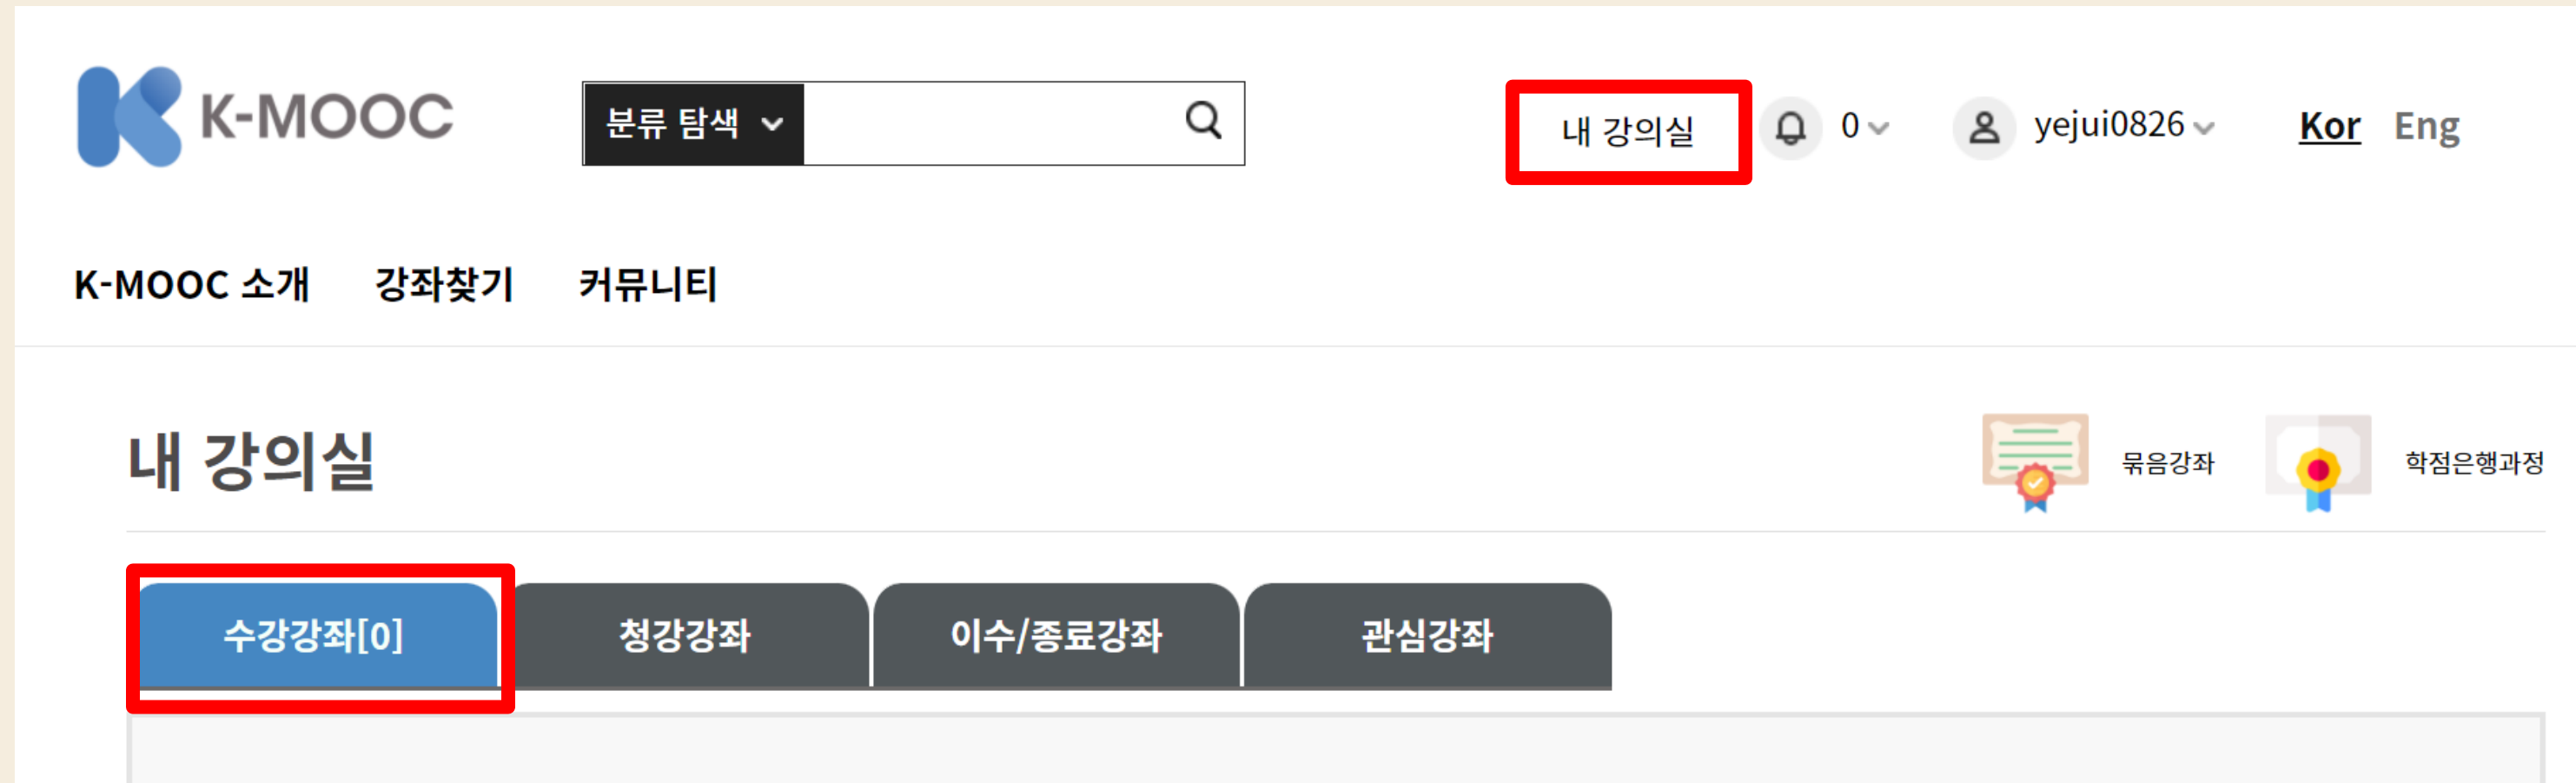 K-MOOC
분류 탐색
내 강의실
0
yejui0826
Kor Eng
K-MOOC 소개 강좌찾기 커뮤니티
내 강의실
묶음강좌
학점은행과정
수강강좌[0]
청강강좌
이수/종료강좌
관심강좌